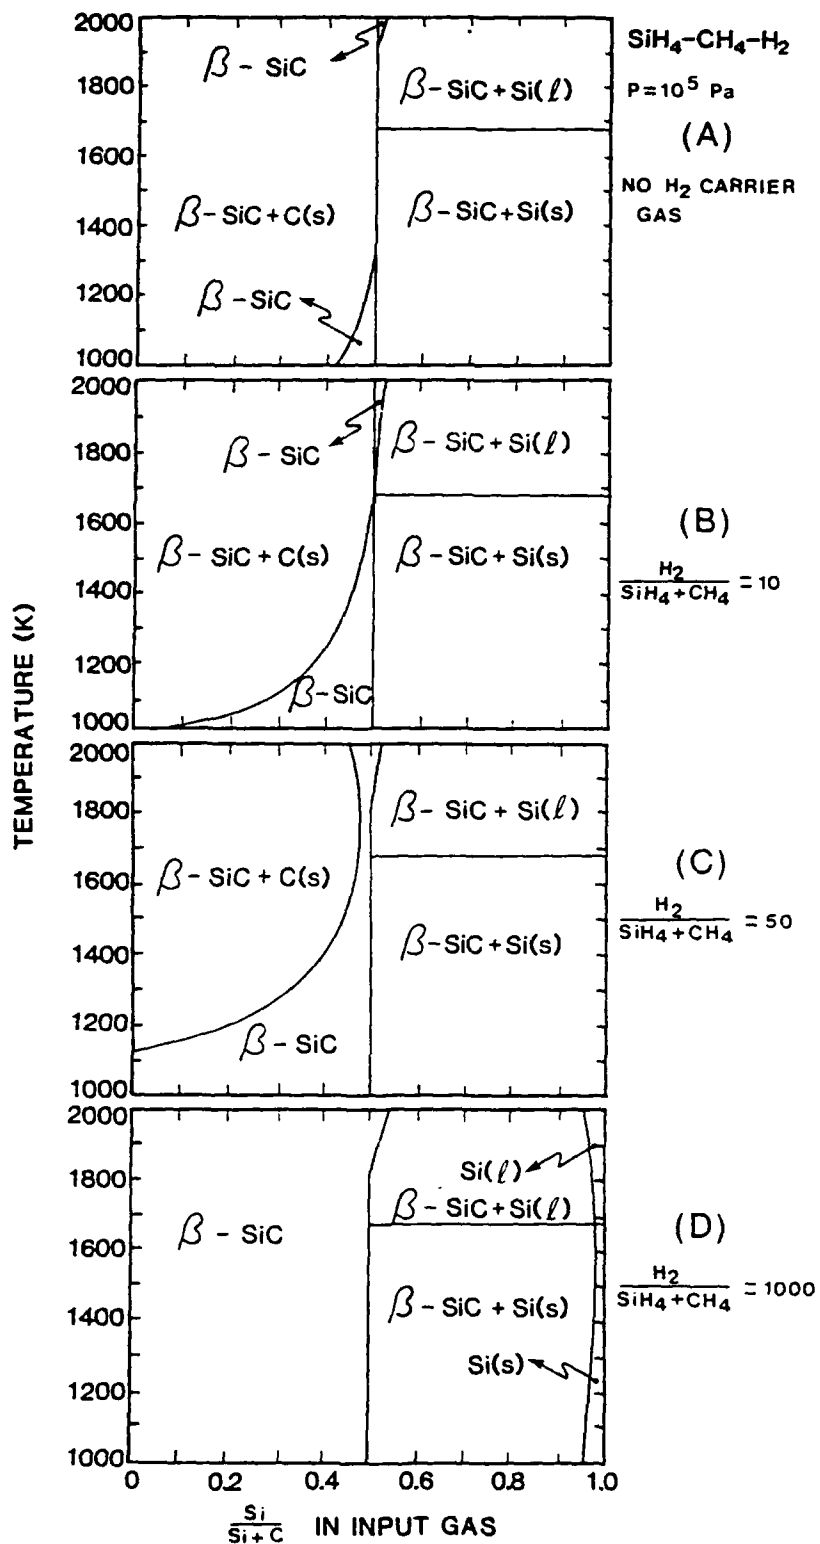 SiH4-CH4-H2
P=10^5 Pa
(A)
NO H2 CARRIER
GAS
2000
1800
1600
1400
1200
1000
β-SiC
β-SiC+Si(ℓ)
β-SiC+C(s)
β-SiC+Si(s)
β-SiC
2000
1800
1600
1400
1200
1000
β-SiC
β-SiC+Si(ℓ)
β-SiC+C(s)
β-SiC+Si(s)
β-SiC
(B)
H2
SiH4+CH4 = 10
TEMPERATURE (K)
2000
1800
1600
1400
1200
1000
β-SiC + Si(ℓ)
β-SiC + C(s)
β-SiC+Si(s)
β-SiC
(C)
H2
SiH4+CH4 = 50
2000
1800
1600
1400
1200
1000
Si(ℓ)
β-SiC+Si(ℓ)
β-SiC
β-SiC + Si(s)
Si(s)
(D)
H2
SiH4+CH4 = 1000
0 0.2 0.4 0.6 0.8 1.0
Si
Si+C IN INPUT GAS